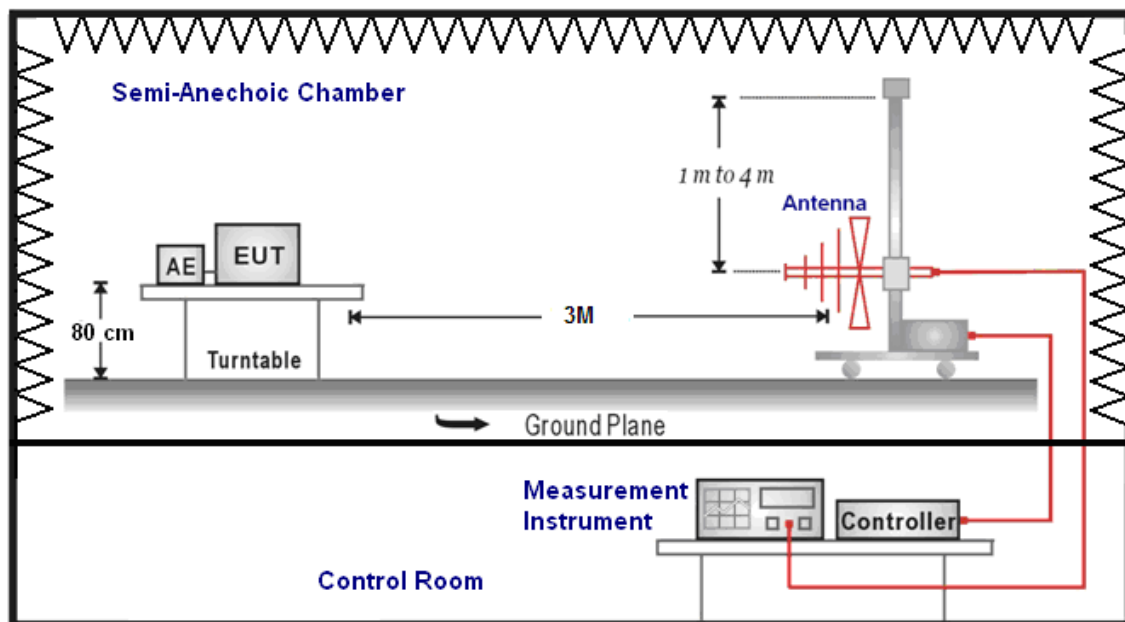 Semi-Anechoic Chamber
1 m to 4 m
Antenna
AE
EUT
80 cm
3M
Turntable
Ground Plane
Measurement
Instrument
Controller
Control Room